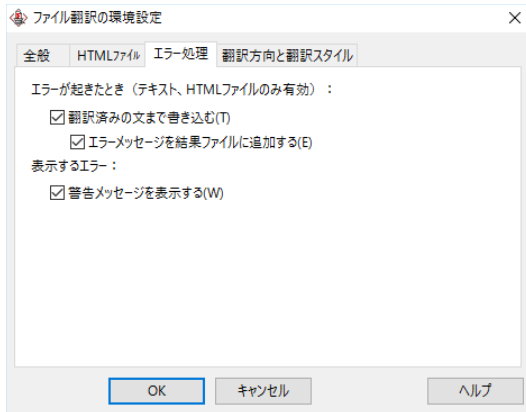 ファイル翻訳の環境設定
全般 HTMLファイル エラー処理 翻訳方向と翻訳スタイル
エラーが起きたとき（テキスト、HTMLファイルのみ有効）：
翻訳済みの文まで書き込む(T)
エラーメッセージを結果ファイルに追加する(E)
表示するエラー：
警告メッセージを表示する(W)
OK キャンセル ヘルプ